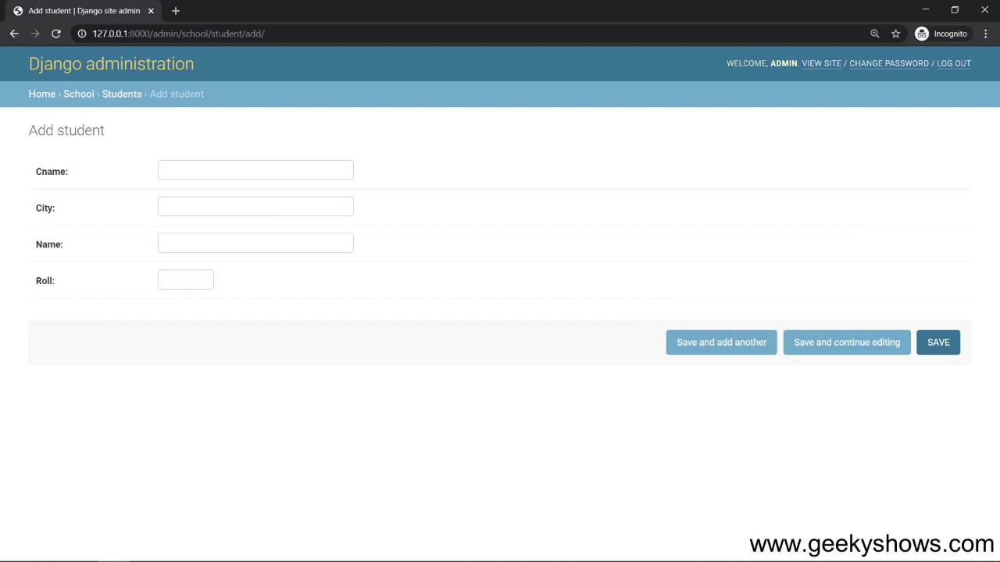 Add student | Django site admin
127.0.0.1:8000/admin/school/student/add/
Incognito
Django administration
WELCOME, ADMIN. VIEW SITE / CHANGE PASSWORD / LOG OUT
Home › School › Students › Add student
Add student
Cname:
City:
Name:
Roll:
Save and add another
Save and continue editing
SAVE
www.geekyshows.com